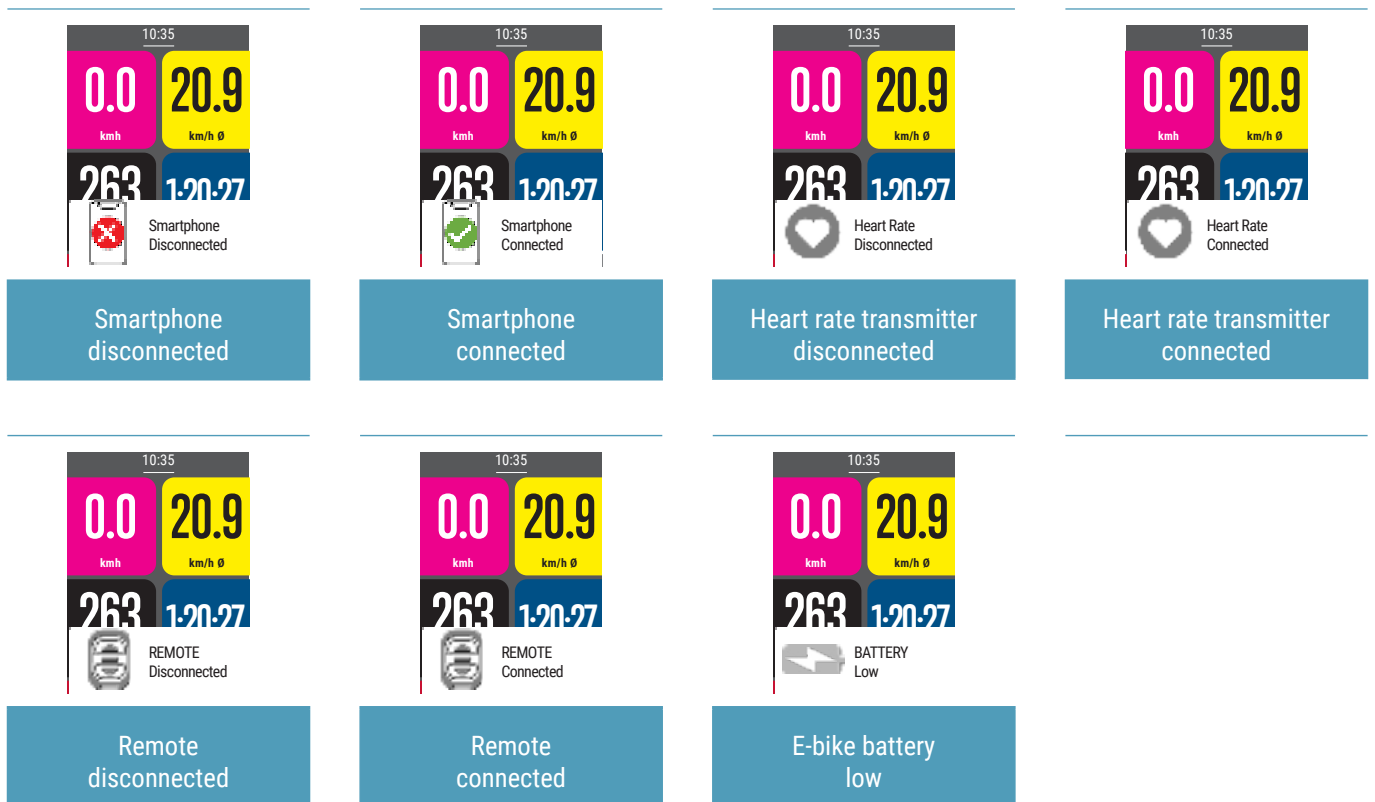 10:35
0.0
20.9
kmh
km/h Ø
263
1:20:27
Smartphone
Disconnected
Smartphone
disconnected
10:35
0.0
20.9
kmh
km/h Ø
263
1:20:27
Smartphone
Connected
Smartphone
connected
10:35
0.0
20.9
kmh
km/h Ø
263
1:20:27
Heart Rate
Disconnected
Heart rate transmitter
disconnected
10:35
0.0
20.9
kmh
km/h Ø
263
1:20:27
Heart Rate
Connected
Heart rate transmitter
connected
10:35
0.0
20.9
kmh
km/h Ø
263
1:20:27
REMOTE
Disconnected
Remote
disconnected
10:35
0.0
20.9
kmh
km/h Ø
263
1:20:27
REMOTE
Connected
Remote
connected
10:35
0.0
20.9
kmh
km/h Ø
263
1:20:27
BATTERY
Low
E-bike battery
low